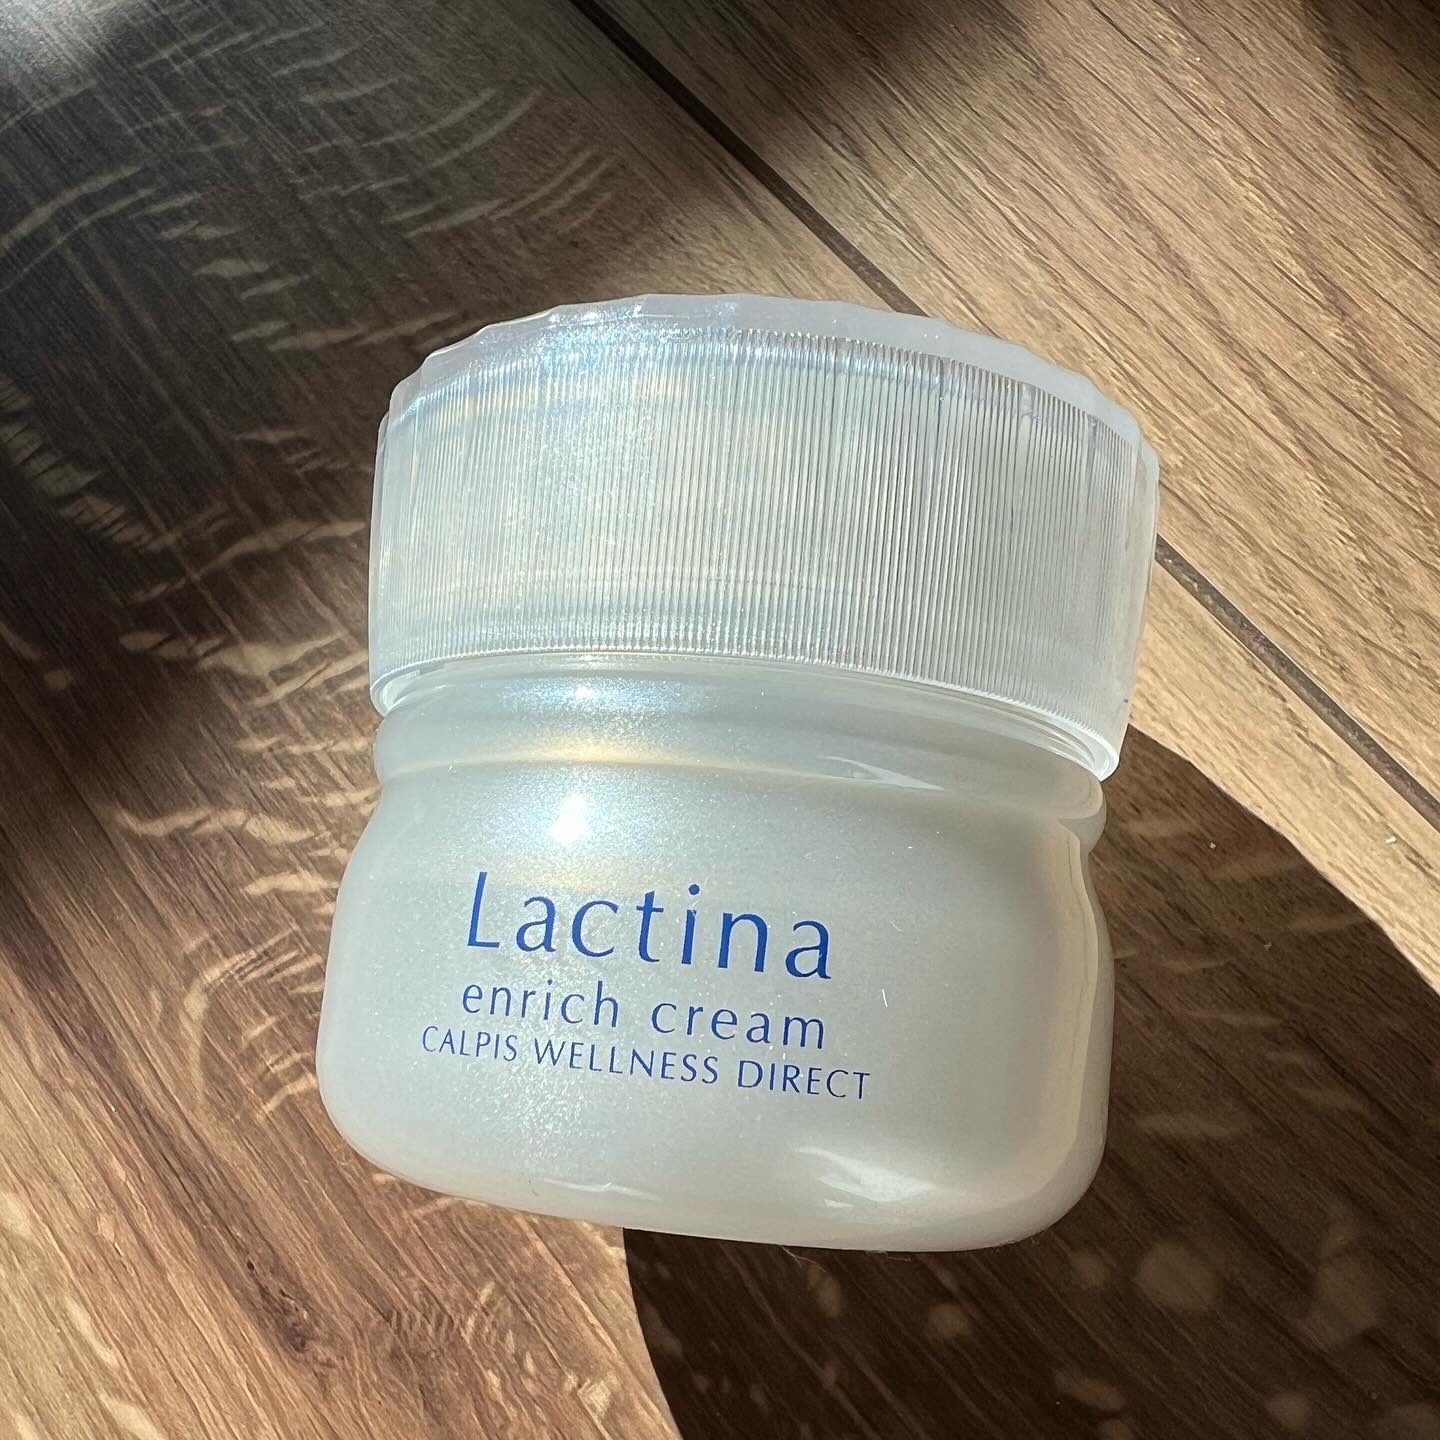 Lactina
enrich cream
CALPIS WELLNESS DIRECT